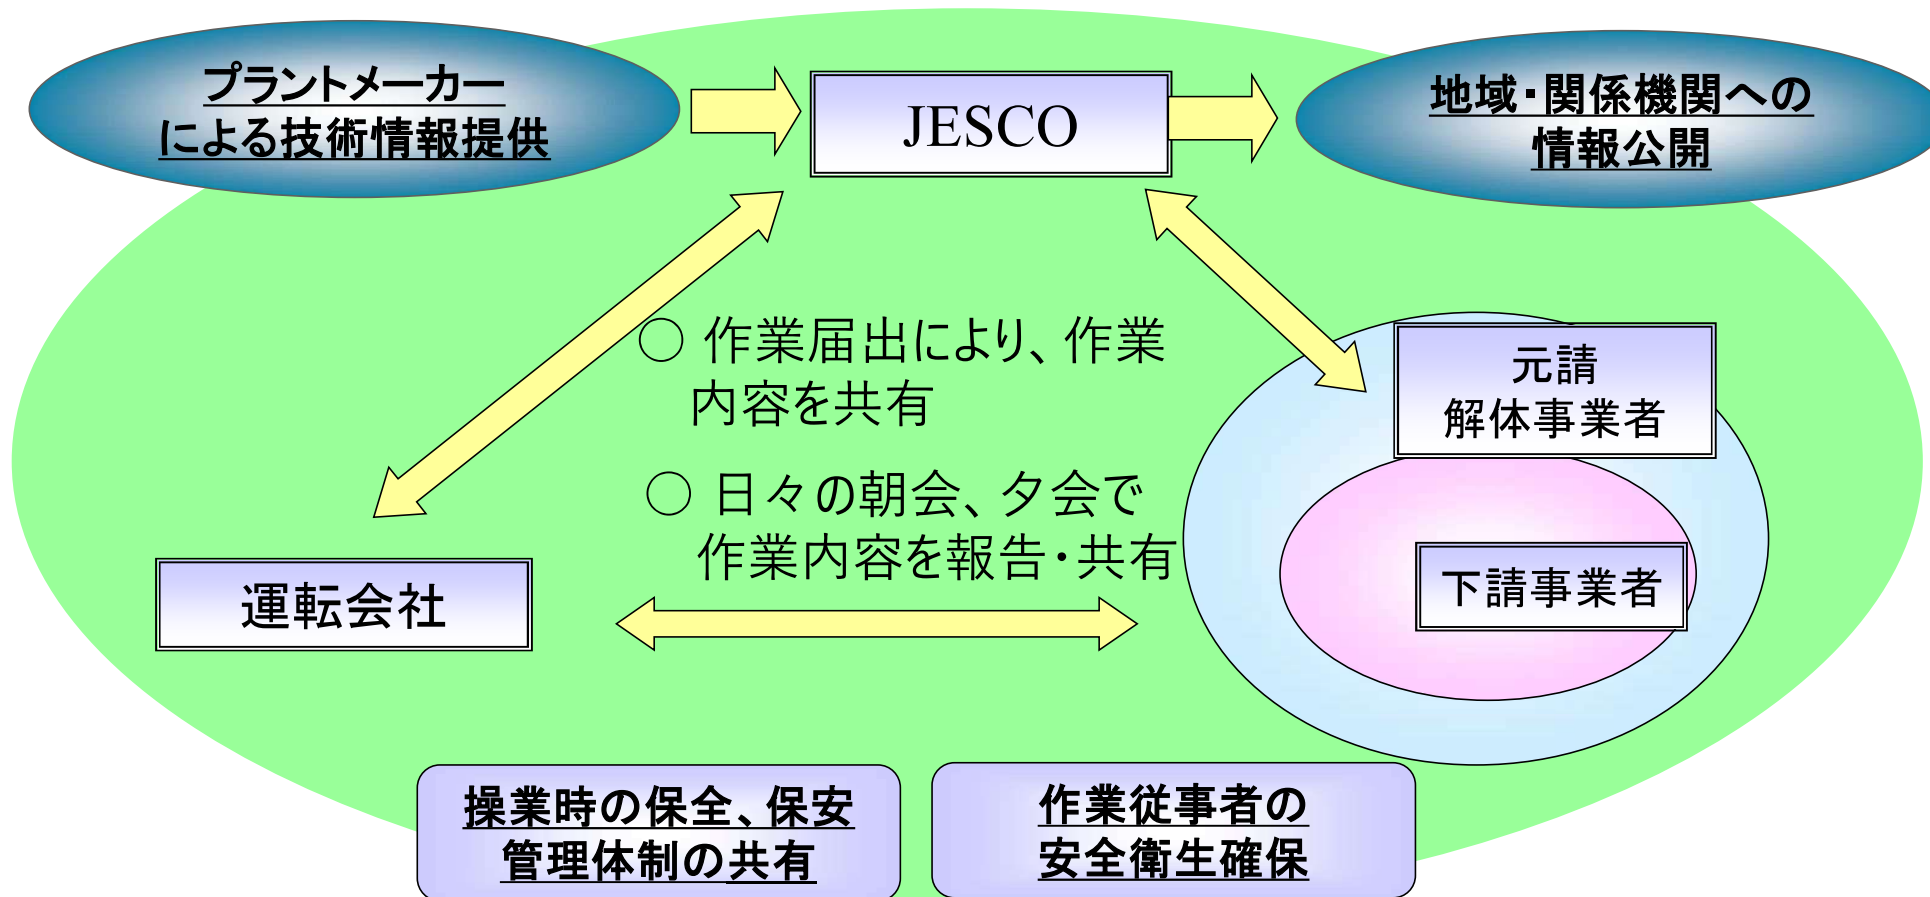 プラントメーカー
による技術情報提供
JESCO
地域・関係機関への
情報公開
○ 作業届出により、作業
内容を共有
○ 日々の朝会、夕会で
作業内容を報告・共有
元請
解体事業者
下請事業者
運転会社
操業時の保全、保安
管理体制の共有
作業従事者の
安全衛生確保